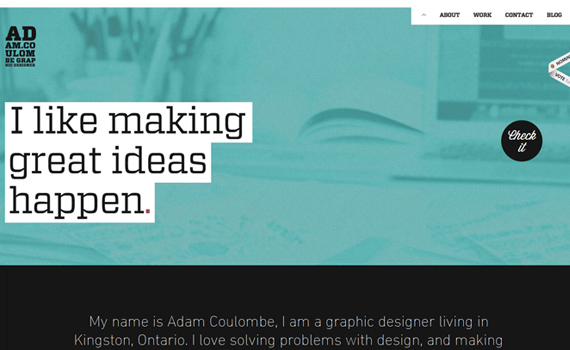 AD
AM.CO
ULOM
BE GRAP
HIC DESIGNER
ABOUT
WORK
CONTACT
BLOG
VOTE
I like making
great ideas
happen.
Check
it
My name is Adam Coulombe, I am a graphic designer living in
Kingston, Ontario. I love solving problems with design, and making